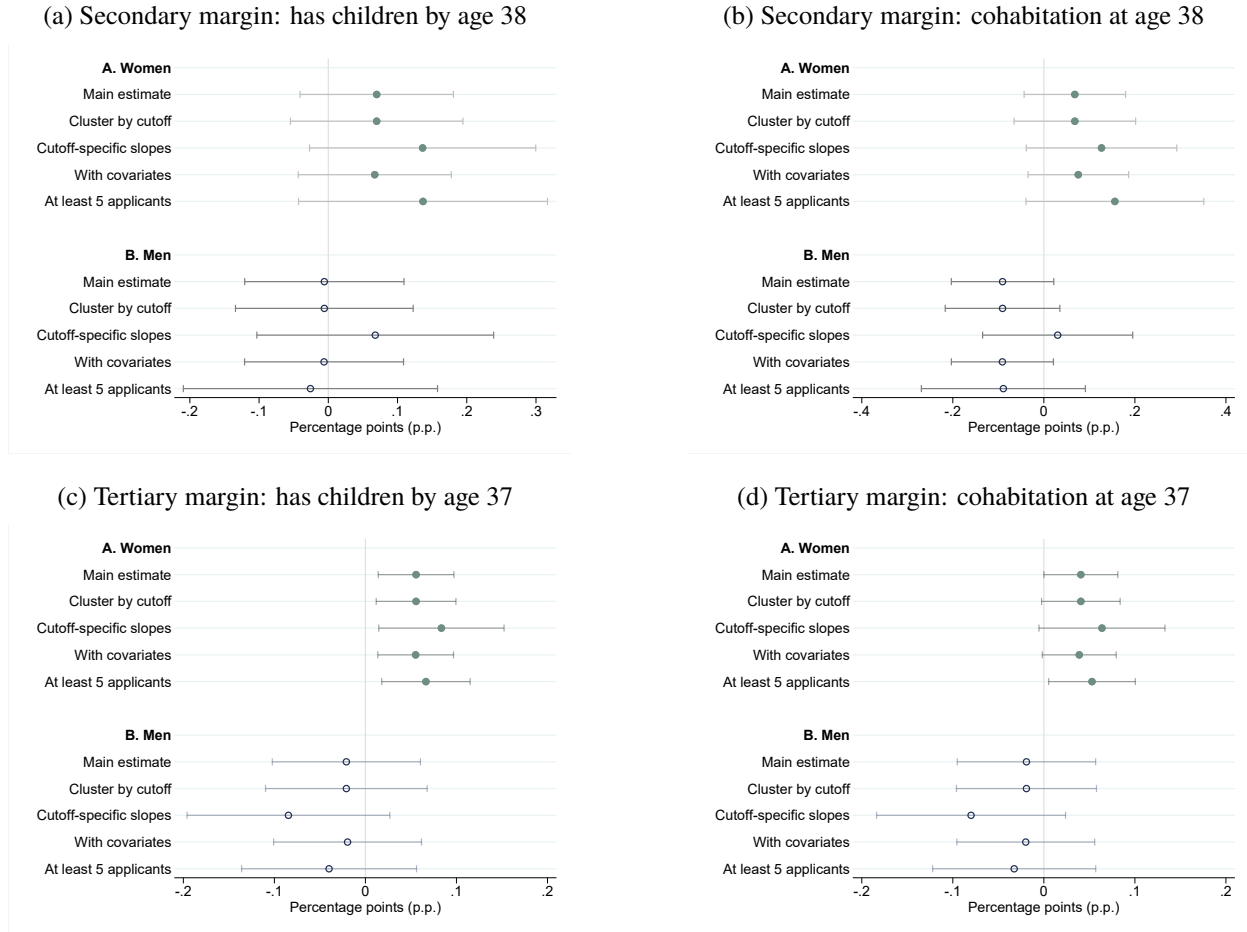 (a) Secondary margin: has children by age 38
A. Women
Main estimate
Cluster by cutoff
Cutoff-specific slopes
With covariates
At least 5 applicants
B. Men
Main estimate
Cluster by cutoff
Cutoff-specific slopes
With covariates
At least 5 applicants
-.2 -.1 0 .1 .2 .3
Percentage points (p.p.)
(b) Secondary margin: cohabitation at age 38
A. Women
Main estimate
Cluster by cutoff
Cutoff-specific slopes
With covariates
At least 5 applicants
B. Men
Main estimate
Cluster by cutoff
Cutoff-specific slopes
With covariates
At least 5 applicants
-.4 -.2 0 .2 .4
Percentage points (p.p.)
(c) Tertiary margin: has children by age 37
A. Women
Main estimate
Cluster by cutoff
Cutoff-specific slopes
With covariates
At least 5 applicants
B. Men
Main estimate
Cluster by cutoff
Cutoff-specific slopes
With covariates
At least 5 applicants
-.2 -.1 0 .1 .2
Percentage points (p.p.)
(d) Tertiary margin: cohabitation at age 37
A. Women
Main estimate
Cluster by cutoff
Cutoff-specific slopes
With covariates
At least 5 applicants
B. Men
Main estimate
Cluster by cutoff
Cutoff-specific slopes
With covariates
At least 5 applicants
-.2 -.1 0 .1 .2
Percentage points (p.p.)